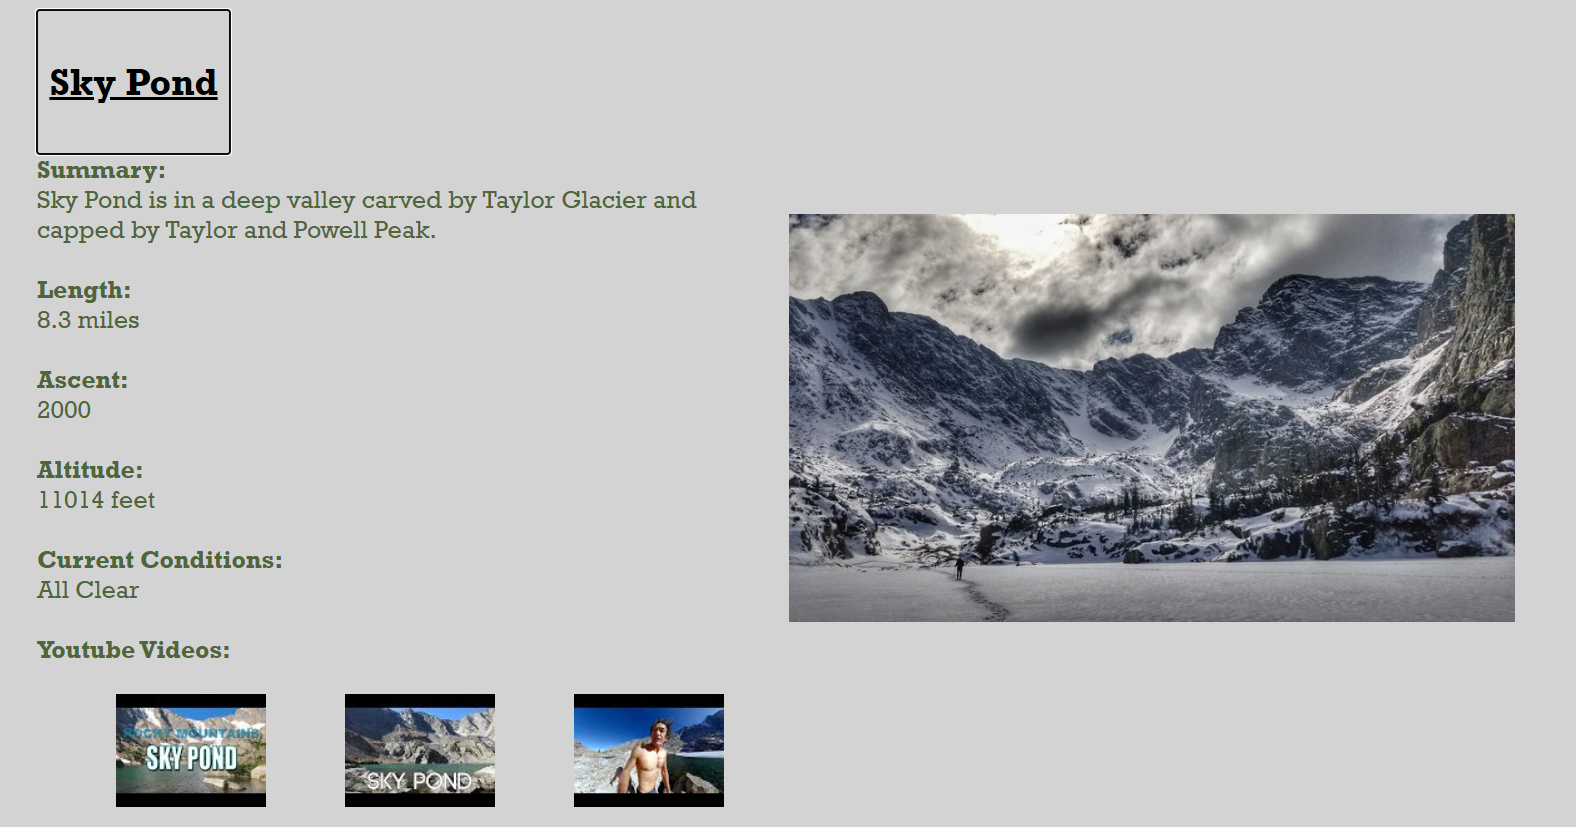 Sky Pond
Summary:
Sky Pond is in a deep valley carved by Taylor Glacier and
capped by Taylor and Powell Peak.
Length:
8.3 miles
Ascent:
2000
Altitude:
11014 feet
Current Conditions:
All Clear
Youtube Videos:
ROCKY MOUNTAINS
SKY POND
SKY POND